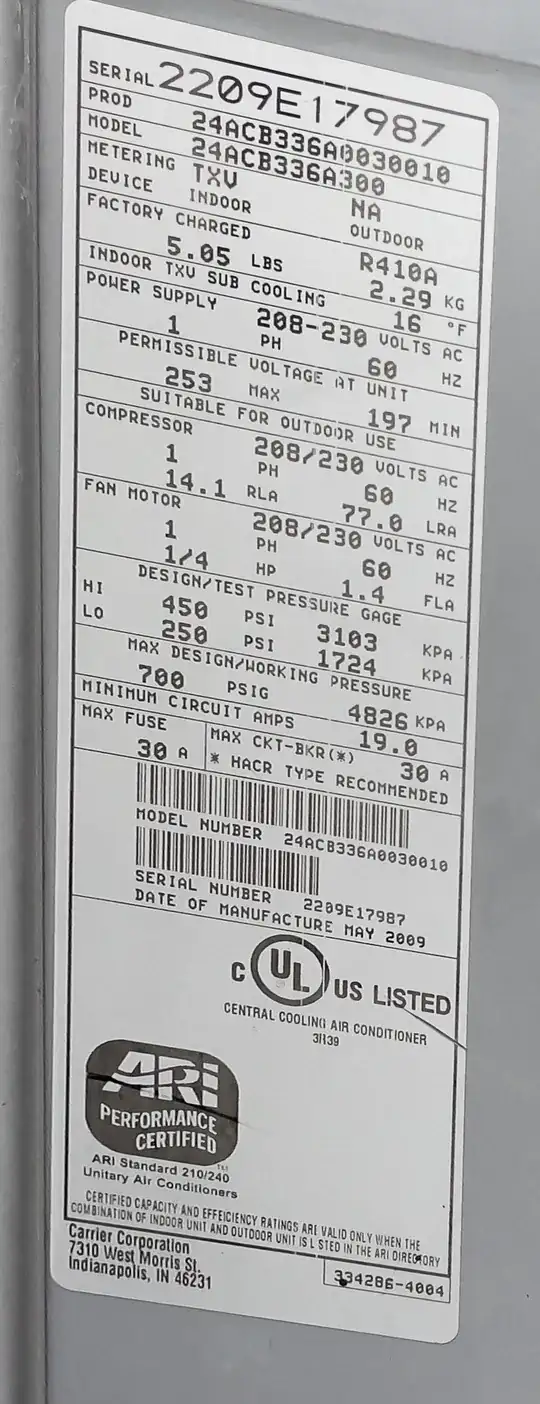 SERIAL 2209E17987
PROD 24ACB336A0030010
MODEL 24ACB336A300
METERING TXV NA
DEVICE INDOOR OUTDOOR
FACTORY CHARGED R410A
5.05 LBS 2.29 KG
INDOOR TXV SUB COOLING 16 °F
POWER SUPPLY 208-230 VOLTS AC
1 PH 60 HZ
PERMISSIBLE VOLTAGE AT UNIT
253 MAX 197 MIN
SUITABLE FOR OUTDOOR USE
COMPRESSOR 208/230 VOLTS AC
1 PH 60 HZ
14.1 RLA 77.0 LRA
FAN MOTOR 208/230 VOLTS AC
1 PH 60 HZ
1/4 HP 1.4 FLA
DESIGN/TEST PRESSURE GAGE
HI 450 PSI 3103 KPA
LO 250 PSI 1724 KPA
MAX DESIGN/WORKING PRESSURE
700 PSIG 4826 KPA
MINIMUM CIRCUIT AMPS 19.0
MAX FUSE MAX CKT-BKR(*)
30 A 30 A
* HACR TYPE RECOMMENDED
MODEL NUMBER 24ACB336A0030010
SERIAL NUMBER 2209E17987
DATE OF MANUFACTURE MAY 2009
C UL US LISTED
CENTRAL COOLING AIR CONDITIONER
31139
ARI
PERFORMANCE
CERTIFIED
TM
ARI Standard 210/240
Unitary Air Conditioners
CERTIFIED CAPACITY AND EFFICIENCY RATINGS ARE VALID ONLY WHEN THE
COMBINATION OF INDOOR UNIT AND OUTDOOR UNIT IS LISTED IN THE ARI DIRECTORY
Carrier Corporation
7310 West Morris St.
Indianapolis, IN 46231
334286-4004